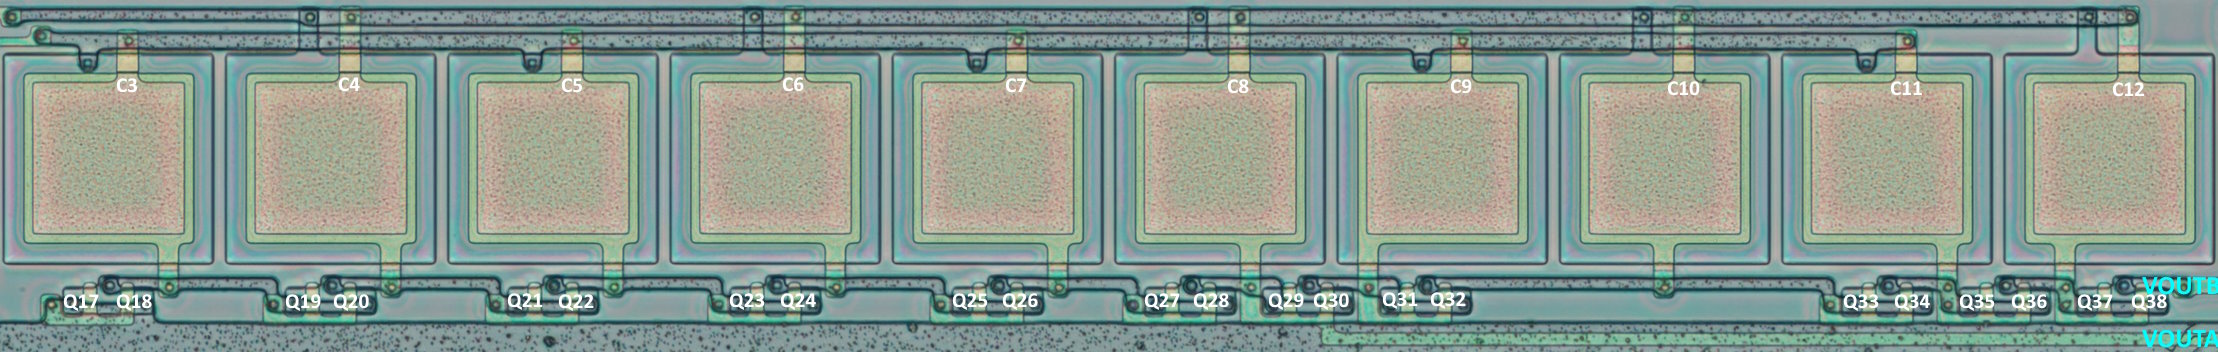 C3 C4 C5 C6 C7 C8 C9 C10 C11 C12
VOUTB
Q17 Q18 Q19 Q20 Q21 Q22 Q23 Q24 Q25 Q26 Q27 Q28 Q29 Q30 Q31 Q32 Q33 Q34 Q35 Q36 Q37 Q38
VOUTA